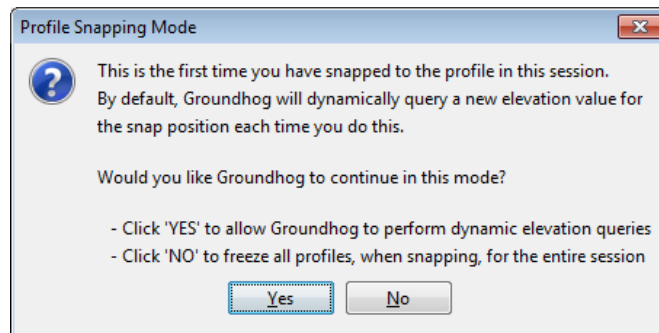 Profile Snapping Mode
This is the first time you have snapped to the profile in this session.
By default, Groundhog will dynamically query a new elevation value for
the snap position each time you do this.
Would you like Groundhog to continue in this mode?
- Click 'YES' to allow Groundhog to perform dynamic elevation queries
- Click 'NO' to freeze all profiles, when snapping, for the entire session
Yes No